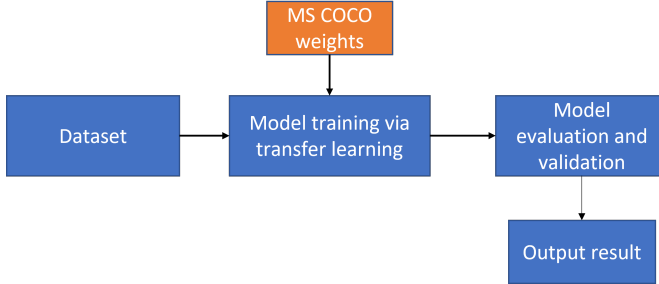 MS COCO
weights
Dataset
Model training via
transfer learning
Model
evaluation and
validation
Output result